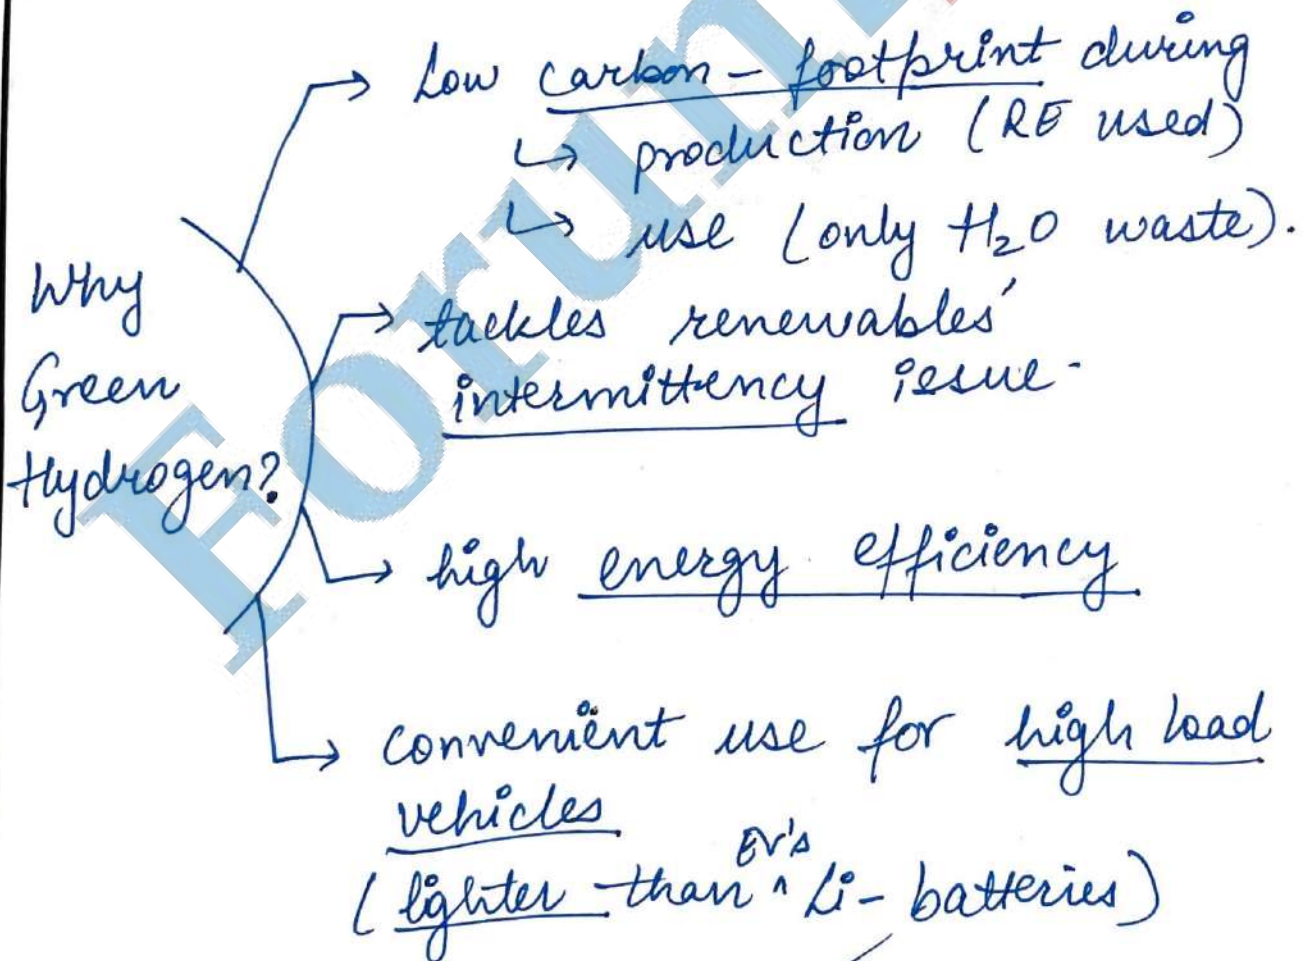 Low carbon-footprint during
↳ production (RE used)
↳ use (only H₂O waste).
Why
Green
Hydrogen?
tackles renewables'
intermittency issue.
high energy efficiency
convenient use for high load
vehicles
(lighter than ^EV's Li-batteries)
Forum